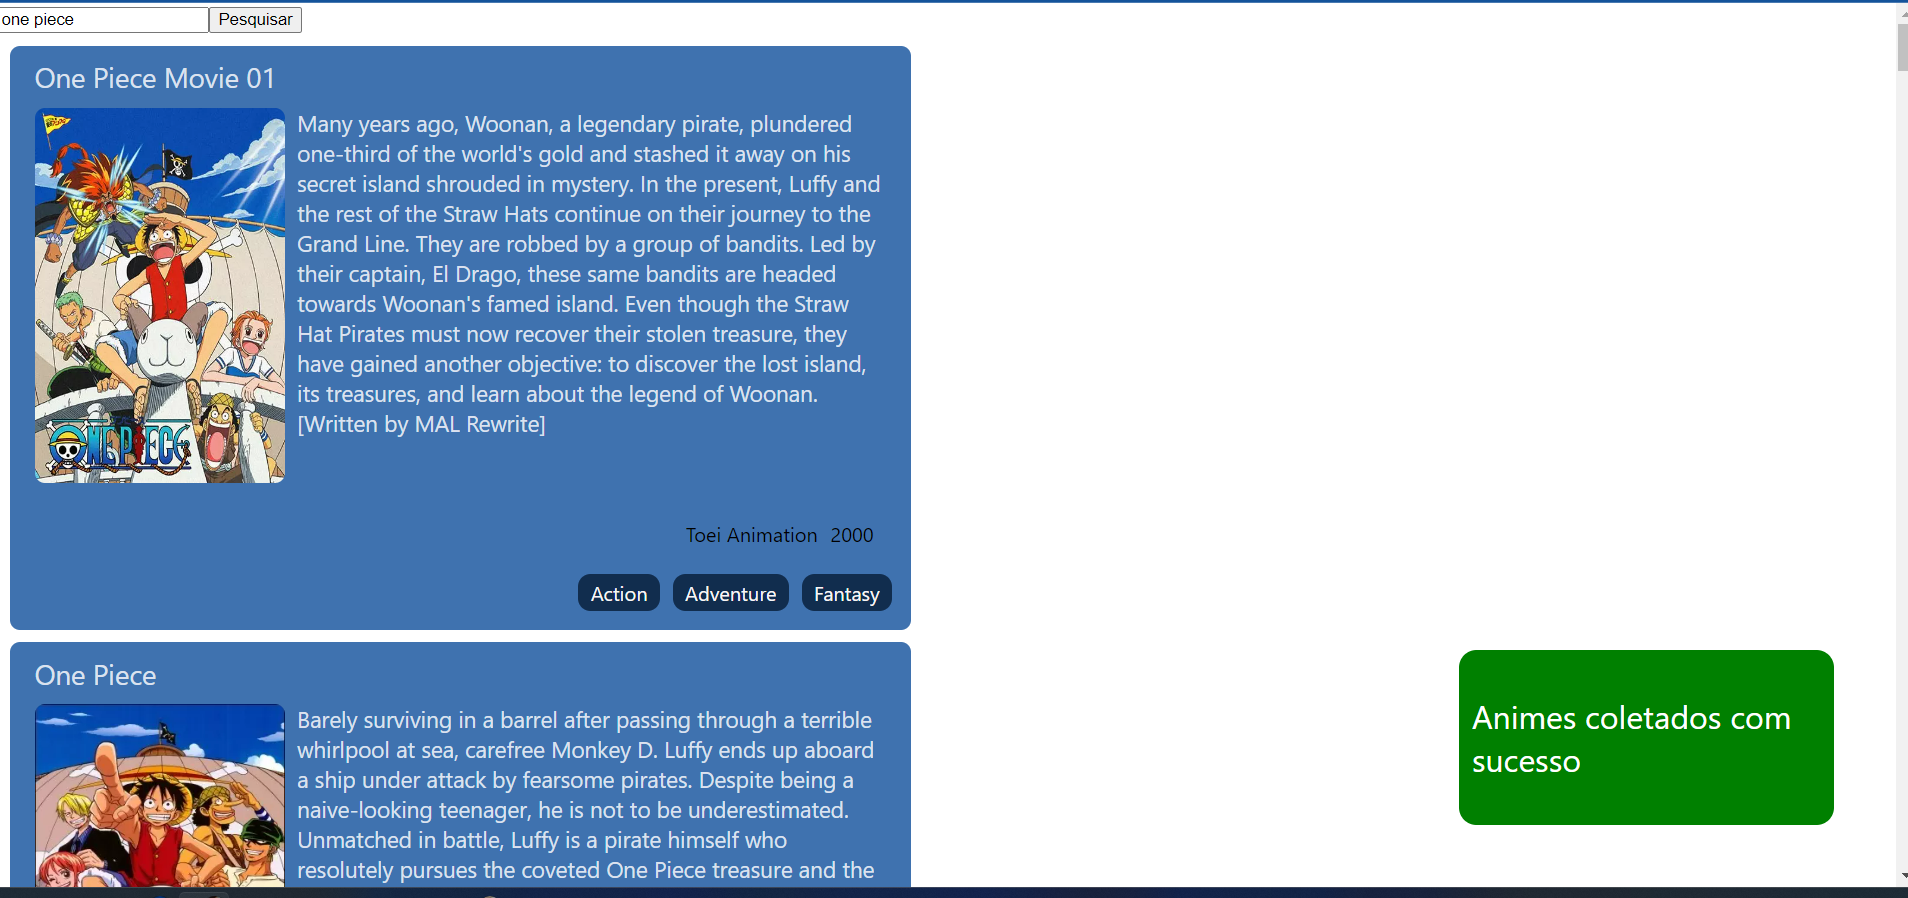 one piece Pesquisar
One Piece Movie 01
Many years ago, Woonan, a legendary pirate, plundered
one-third of the world's gold and stashed it away on his
secret island shrouded in mystery. In the present, Luffy and
the rest of the Straw Hats continue on their journey to the
Grand Line. They are robbed by a group of bandits. Led by
their captain, El Drago, these same bandits are headed
towards Woonan's famed island. Even though the Straw
Hat Pirates must now recover their stolen treasure, they
have gained another objective: to discover the lost island,
its treasures, and learn about the legend of Woonan.
[Written by MAL Rewrite]
ONE PIECE
Toei Animation 2000
Action Adventure Fantasy
One Piece
Barely surviving in a barrel after passing through a terrible
whirlpool at sea, carefree Monkey D. Luffy ends up aboard
a ship under attack by fearsome pirates. Despite being a
naive-looking teenager, he is not to be underestimated.
Unmatched in battle, Luffy is a pirate himself who
resolutely pursues the coveted One Piece treasure and the
Animes coletados com
sucesso